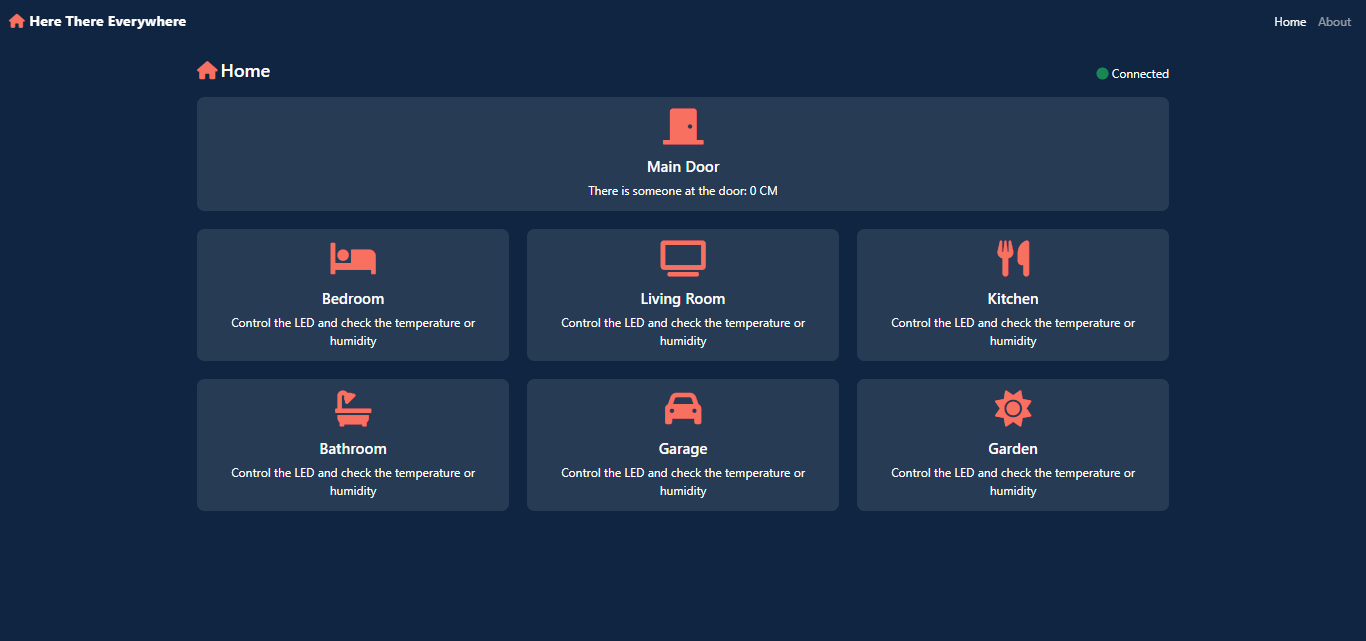 Here There Everywhere
Home About
Home
Connected
Main Door
There is someone at the door: 0 CM
Bedroom
Control the LED and check the temperature or
humidity
Living Room
Control the LED and check the temperature or
humidity
Kitchen
Control the LED and check the temperature or
humidity
Bathroom
Control the LED and check the temperature or
humidity
Garage
Control the LED and check the temperature or
humidity
Garden
Control the LED and check the temperature or
humidity